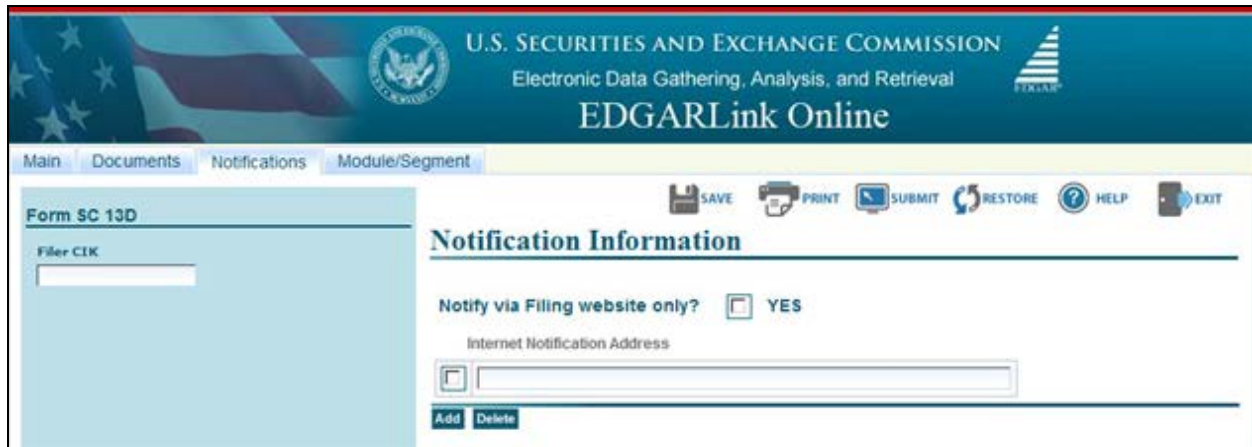 U.S. SECURITIES AND EXCHANGE COMMISSION
Electronic Data Gathering, Analysis, and Retrieval
EDGAR®
EDGARLink Online
Main Documents Notifications Module/Segment
SAVE PRINT SUBMIT RESTORE HELP EXIT
Form SC 13D
Filer CIK
Notification Information
Notify via Filing website only? YES
Internet Notification Address
Add Delete